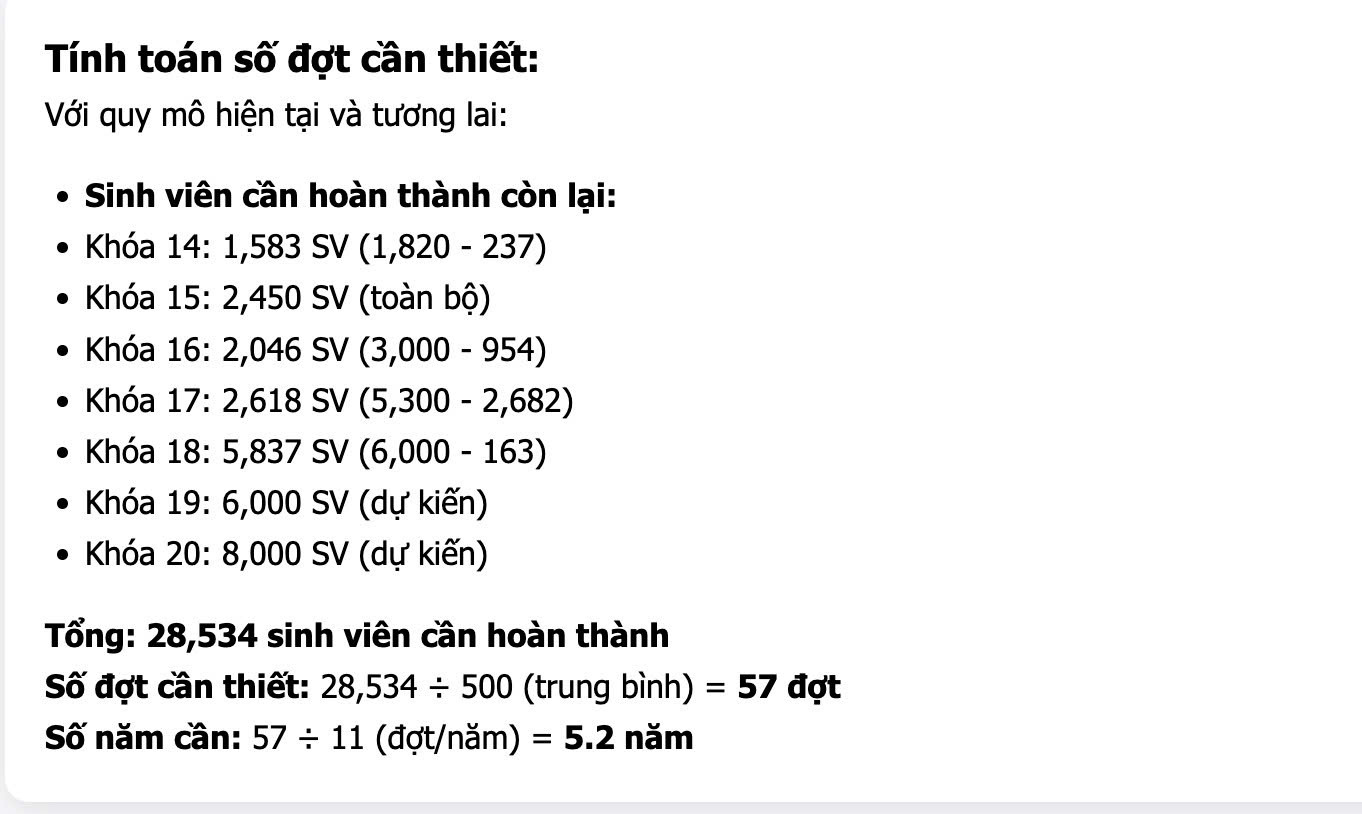 Tính toán số đợt cần thiết:
Với quy mô hiện tại và tương lai:
• Sinh viên cần hoàn thành còn lại:
• Khóa 14: 1,583 SV (1,820 - 237)
• Khóa 15: 2,450 SV (toàn bộ)
• Khóa 16: 2,046 SV (3,000 - 954)
• Khóa 17: 2,618 SV (5,300 - 2,682)
• Khóa 18: 5,837 SV (6,000 - 163)
• Khóa 19: 6,000 SV (dự kiến)
• Khóa 20: 8,000 SV (dự kiến)
Tổng: 28,534 sinh viên cần hoàn thành
Số đợt cần thiết: 28,534 ÷ 500 (trung bình) = 57 đợt
Số năm cần: 57 ÷ 11 (đợt/năm) = 5.2 năm